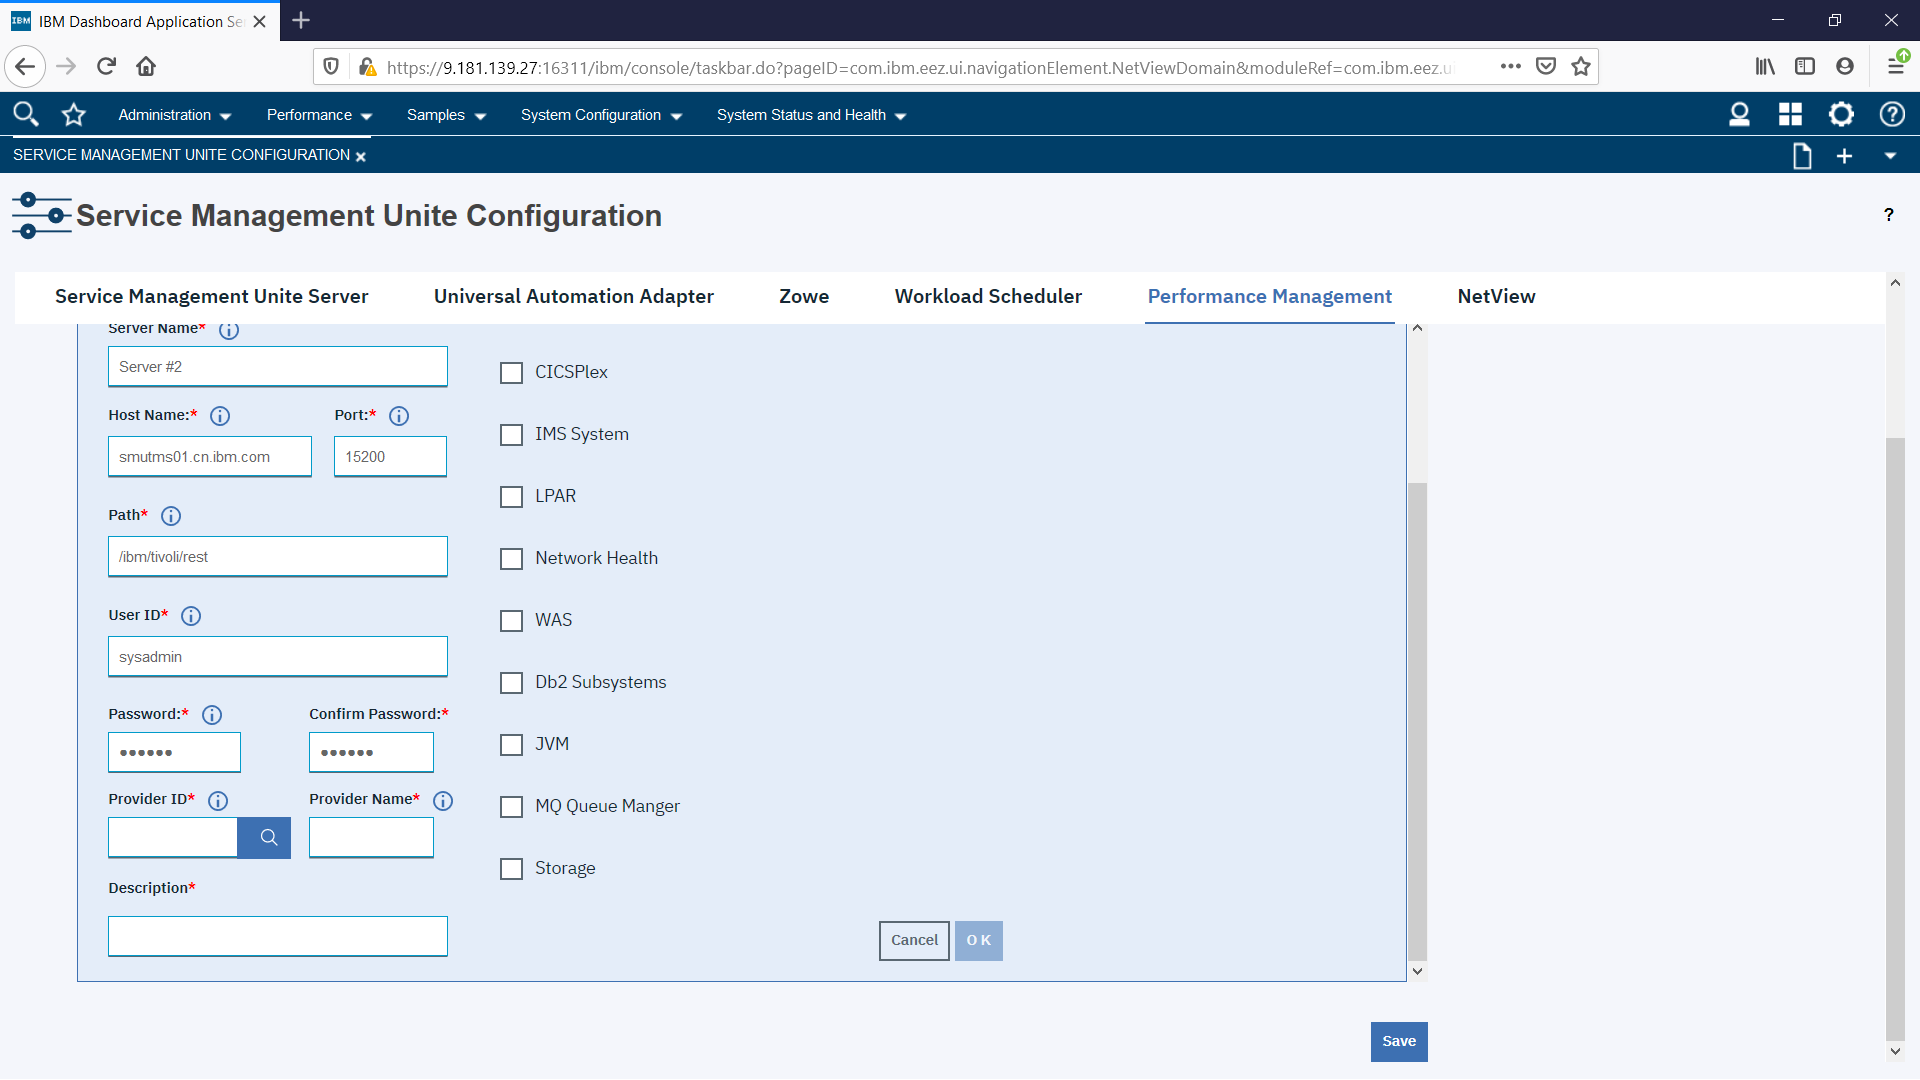 IBM IBM Dashboard Application Se
https://9.181.139.27:16311/ibm/console/taskbar.do?pageID=com.ibm.eez.ui.navigationElement.NetViewDomain&moduleRef=com.ibm.eez.u
Administration Performance Samples System Configuration System Status and Health
SERVICE MANAGEMENT UNITE CONFIGURATION
Service Management Unite Configuration ?
Service Management Unite Server Universal Automation Adapter Zowe Workload Scheduler Performance Management NetView
Server Name*
Server #2
Host Name:* Port:*
smutms01.cn.ibm.com 15200
Path*
/ibm/tivoli/rest
User ID*
sysadmin
Password:* Confirm Password:*
•••••• ••••••
Provider ID* Provider Name*
Description*
CICSPlex
IMS System
LPAR
Network Health
WAS
Db2 Subsystems
JVM
MQ Queue Manger
Storage
Cancel O K
Save